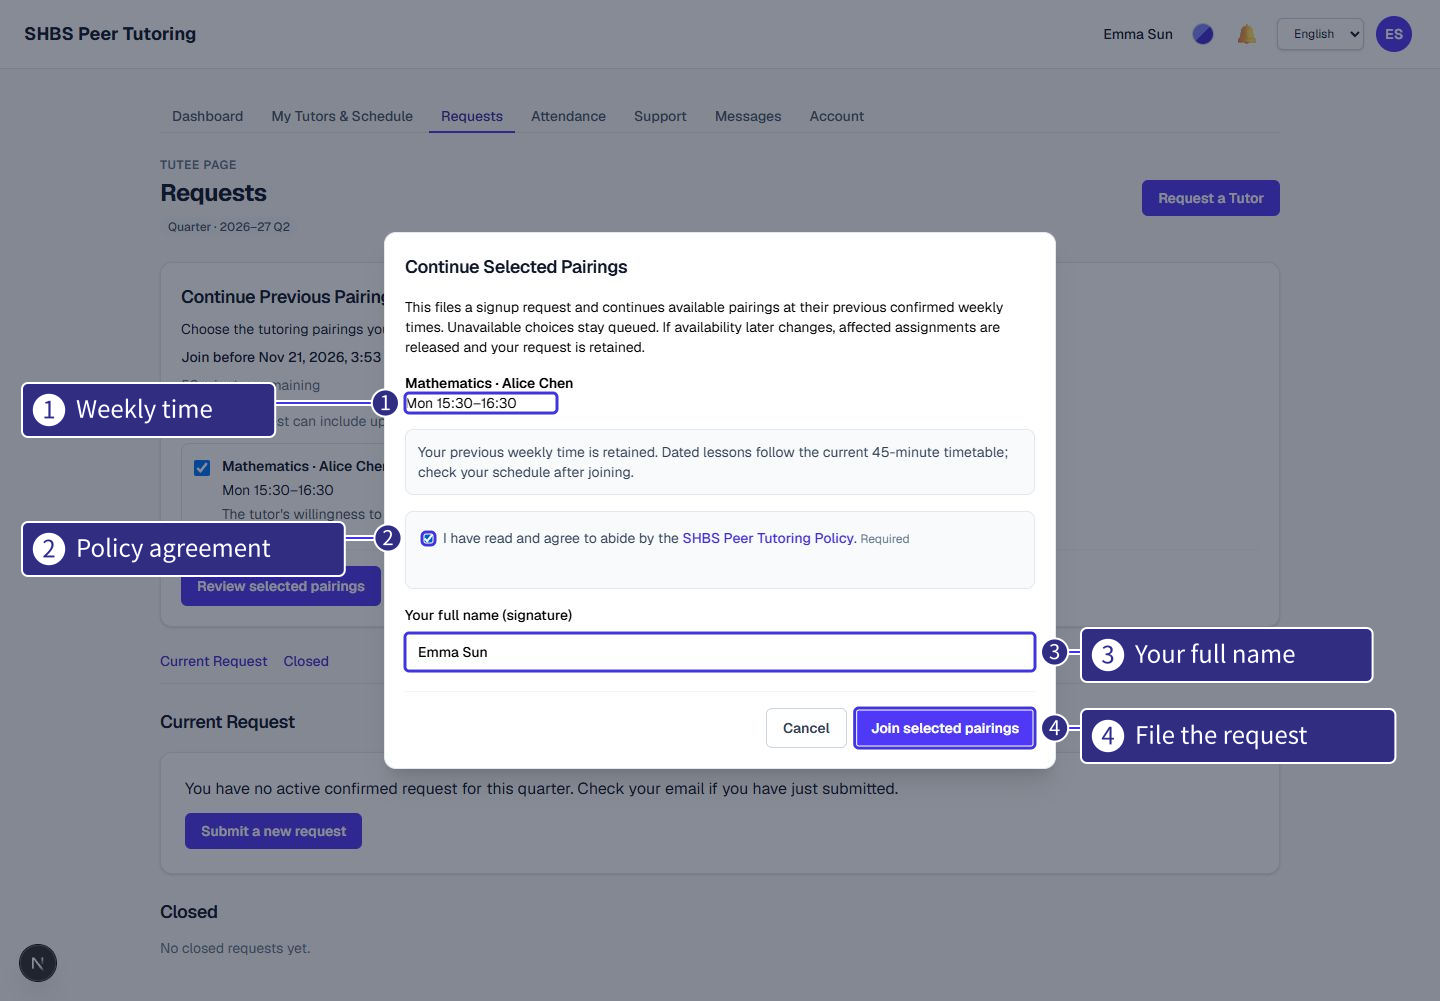 SHBS Peer Tutoring
Emma Sun
English
ES
Dashboard
My Tutors & Schedule
Requests
Attendance
Support
Messages
Account
TUTEE PAGE
Requests
Request a Tutor
Quarter · 2026–27 Q2
Continue Previous Pairing
Choose the tutoring pairings
Join before Nov 21, 2026, 3:53
can include
Mathematics · Alice
Mon 15:30–16:30
The tutor's willingness to
Review selected pairings
Continue Selected Pairings
This files a signup request and continues available pairings at their previous confirmed weekly
times. Unavailable choices stay queued. If availability later changes, affected assignments are
released and your request is retained.
Mathematics · Alice Chen
Mon 15:30–16:30
1 Weekly time
1
Your previous weekly time is retained. Dated lessons follow the current 45-minute timetable;
check your schedule after joining.
2 Policy agreement
2
I have read and agree to abide by the SHBS Peer Tutoring Policy. Required
Your full name (signature)
Emma Sun
3
3 Your full name
Cancel
Join selected pairings
4
4 File the request
Current Request
Closed
Current Request
You have no active confirmed request for this quarter. Check your email if you have just submitted.
Submit a new request
Closed
No closed requests yet.
N